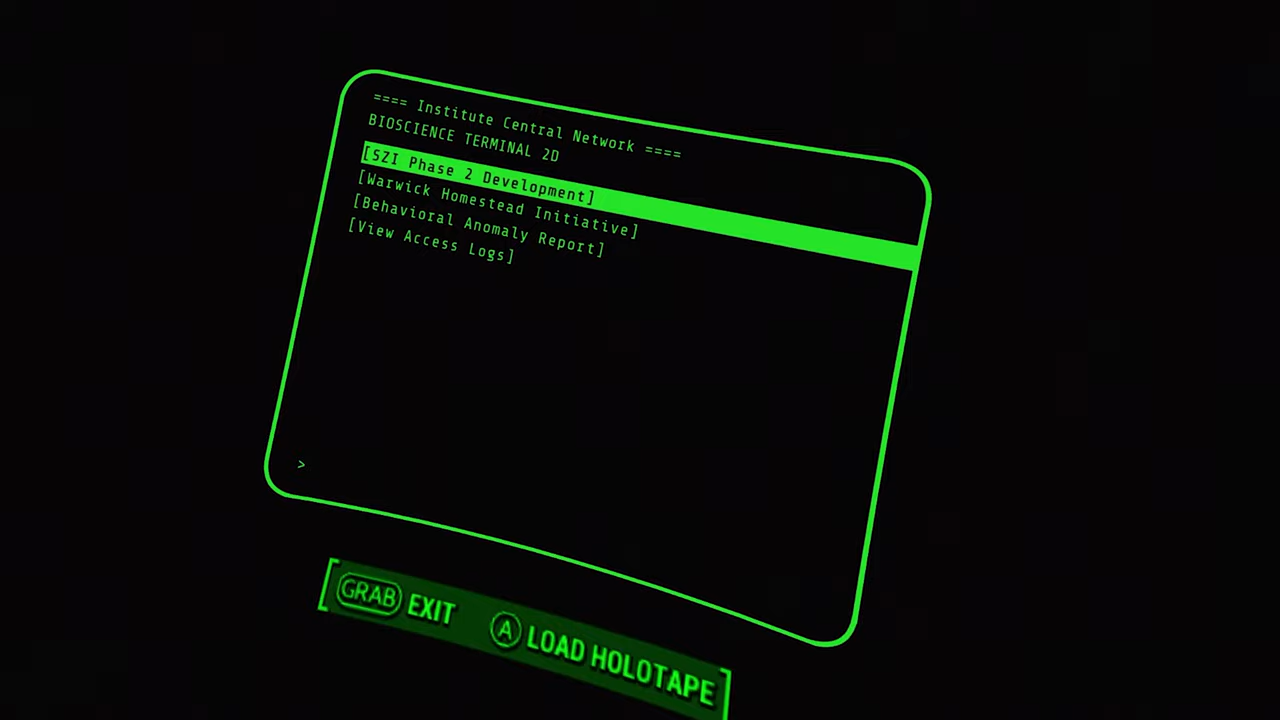 ==== Institute Central Network ====
BIOSCIENCE TERMINAL 2D
[SZI Phase 2 Development]
[Warwick Homestead Initiative]
[Behavioral Anomaly Report]
[View Access Logs]
>
GRAB EXIT A LOAD HOLOTAPE